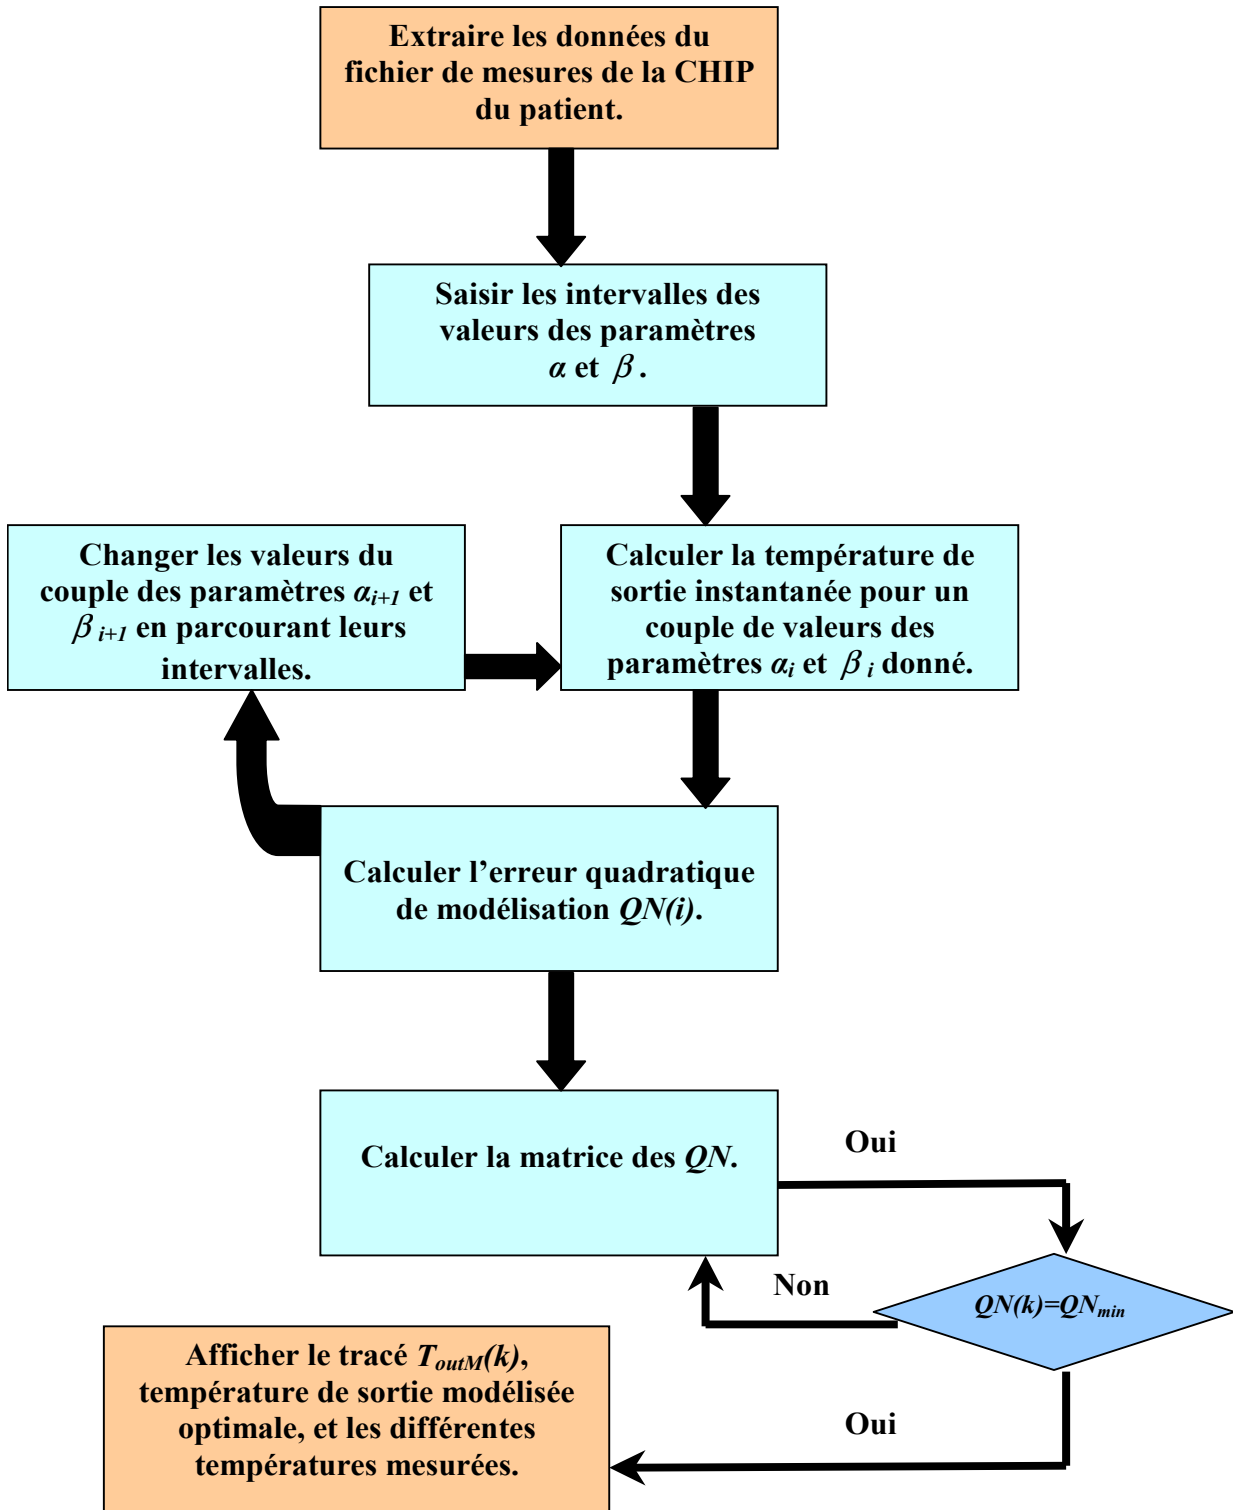 Extraire les données du
fichier de mesures de la CHIP
du patient.
Saisir les intervalles des
valeurs des paramètres
α et β.
Changer les valeurs du
couple des paramètres αi+1 et
βi+1 en parcourant leurs
intervalles.
Calculer la température de
sortie instantanée pour un
couple de valeurs des
paramètres αi et βi donné.
Calculer l’erreur quadratique
de modélisation QN(i).
Calculer la matrice des QN.
Oui
Non
QN(k)=QNmin
Afficher le tracé ToutM(k),
température de sortie modélisée
optimale, et les différentes
températures mesurées.
Oui